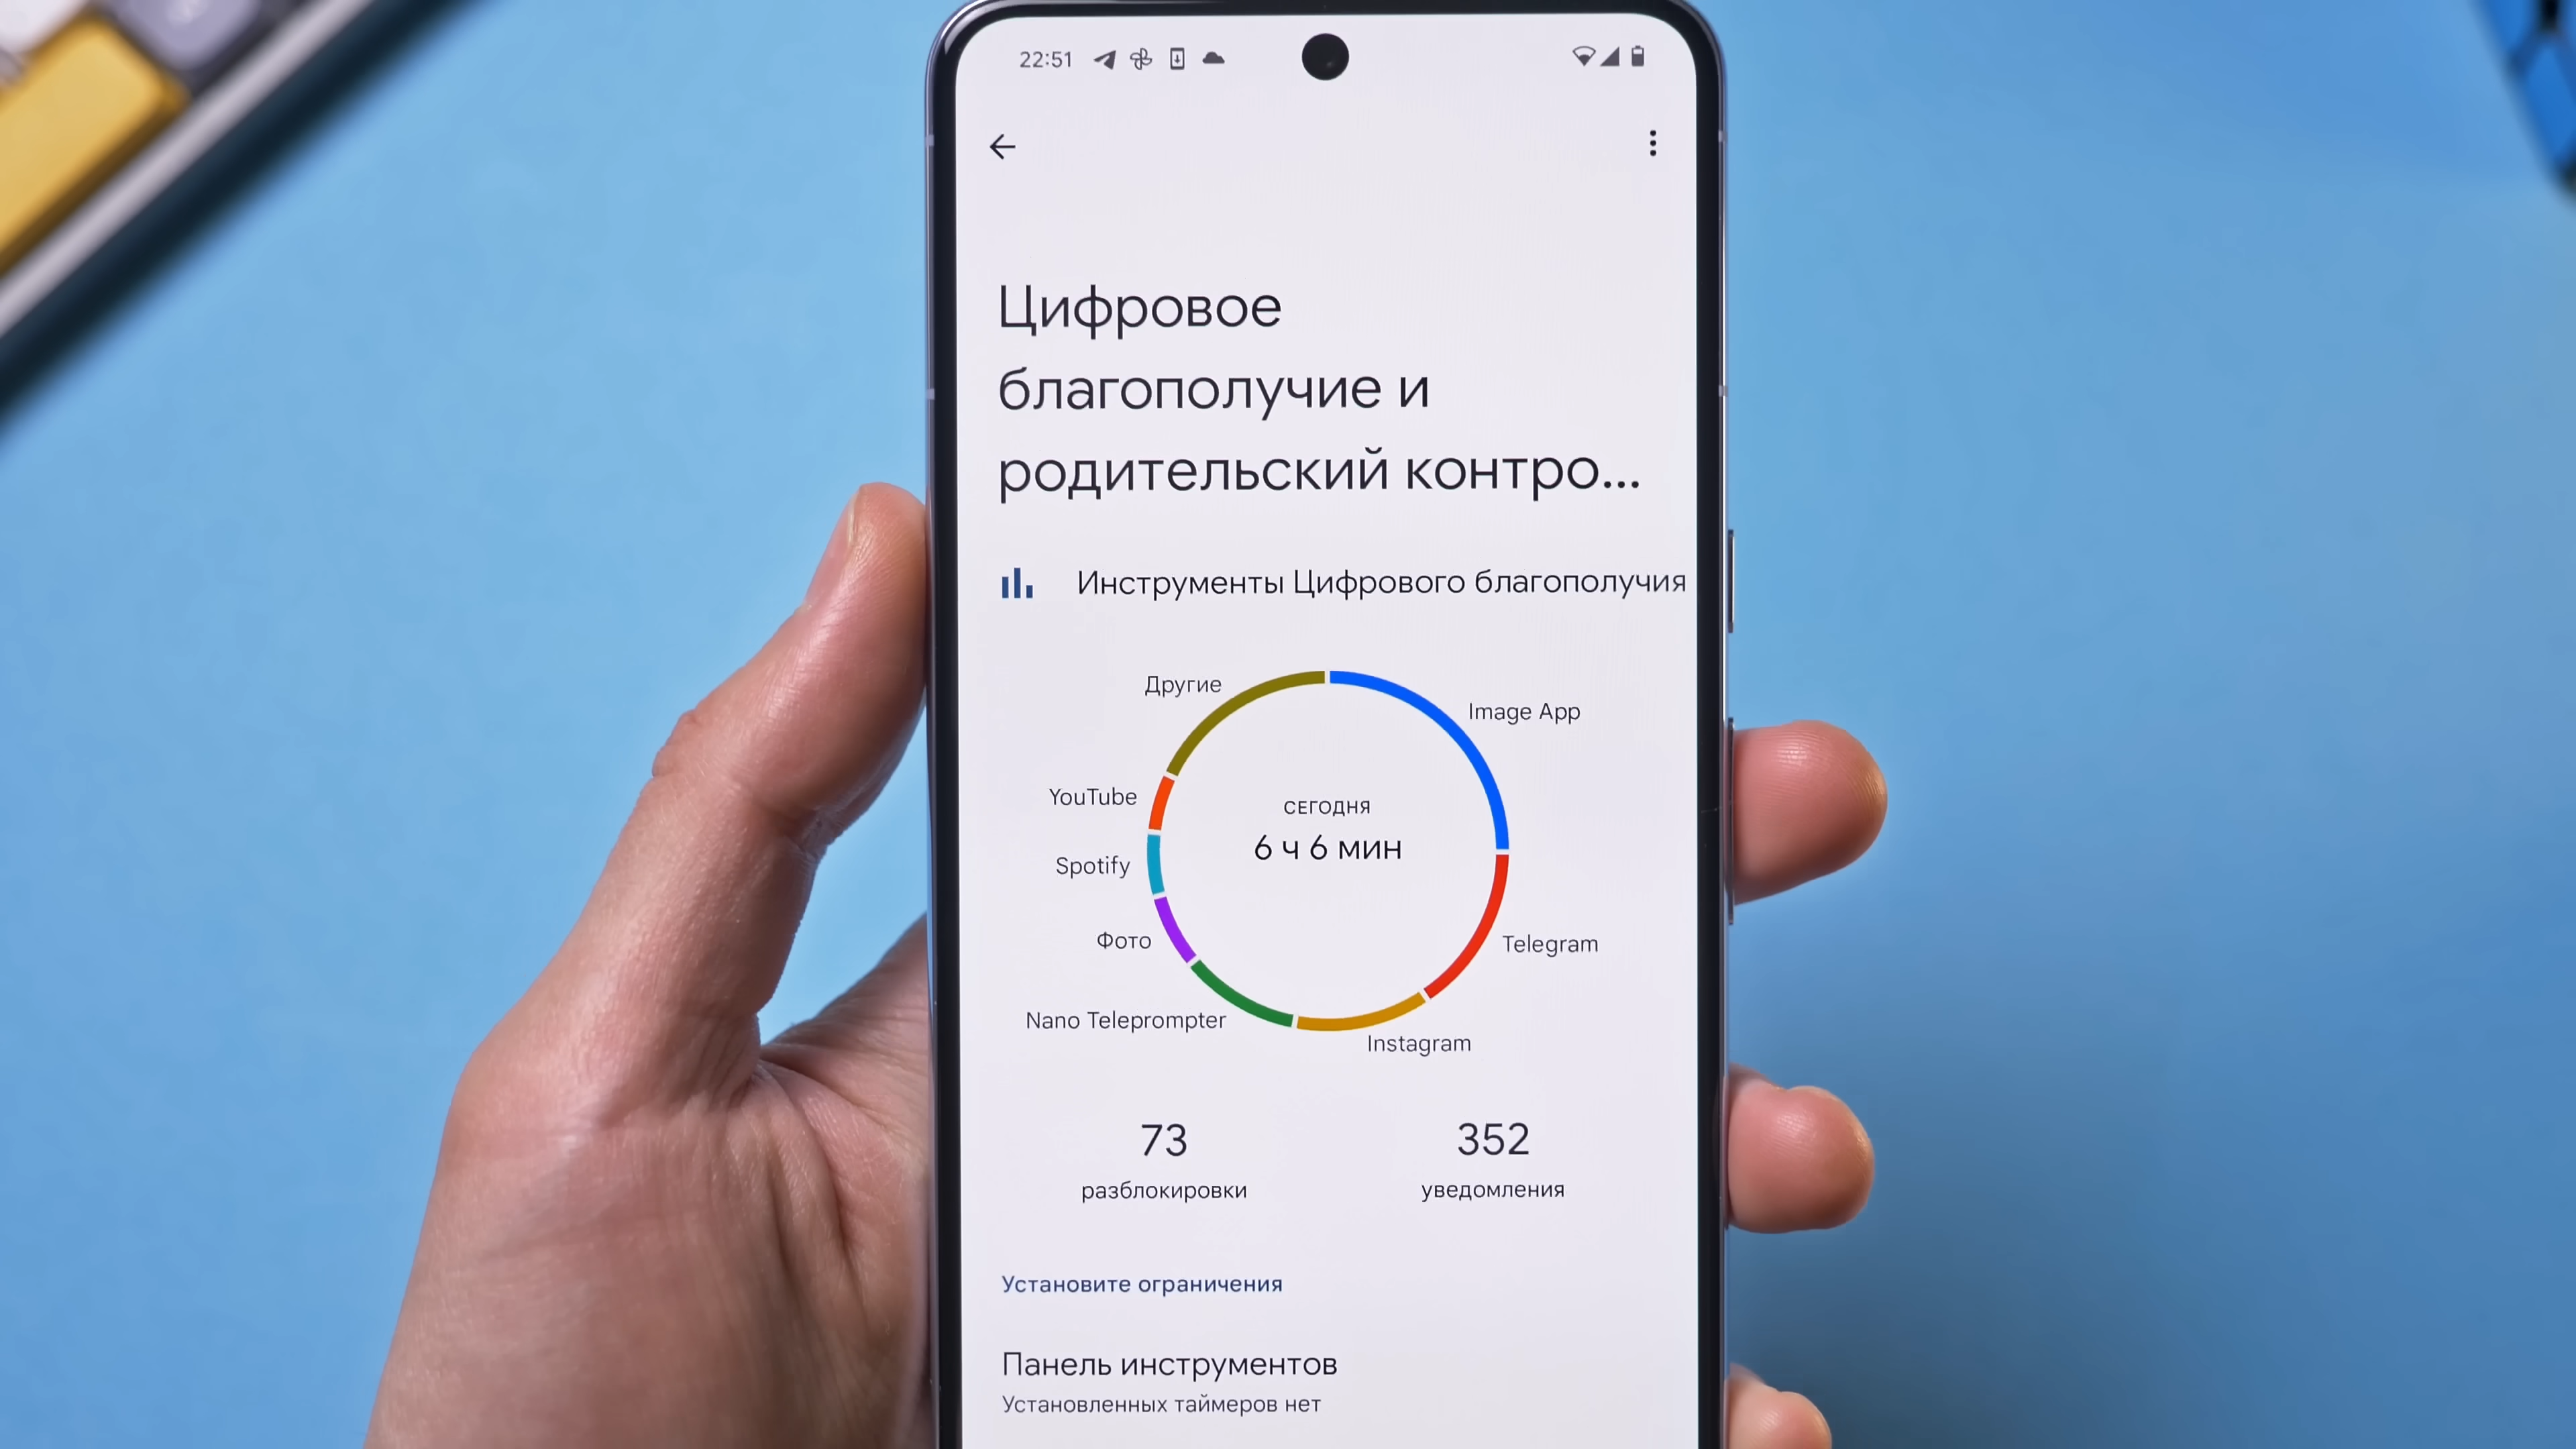 22:51
Цифровое
благополучие и
родительский контро...
Инструменты Цифрового благополучия
Другие
Image App
YouTube
СЕГОДНЯ
6 ч 6 мин
Spotify
Фото
Telegram
Nano Teleprompter
Instagram
73
352
разблокировки
уведомления
Установите ограничения
Панель инструментов
Установленных таймеров нет